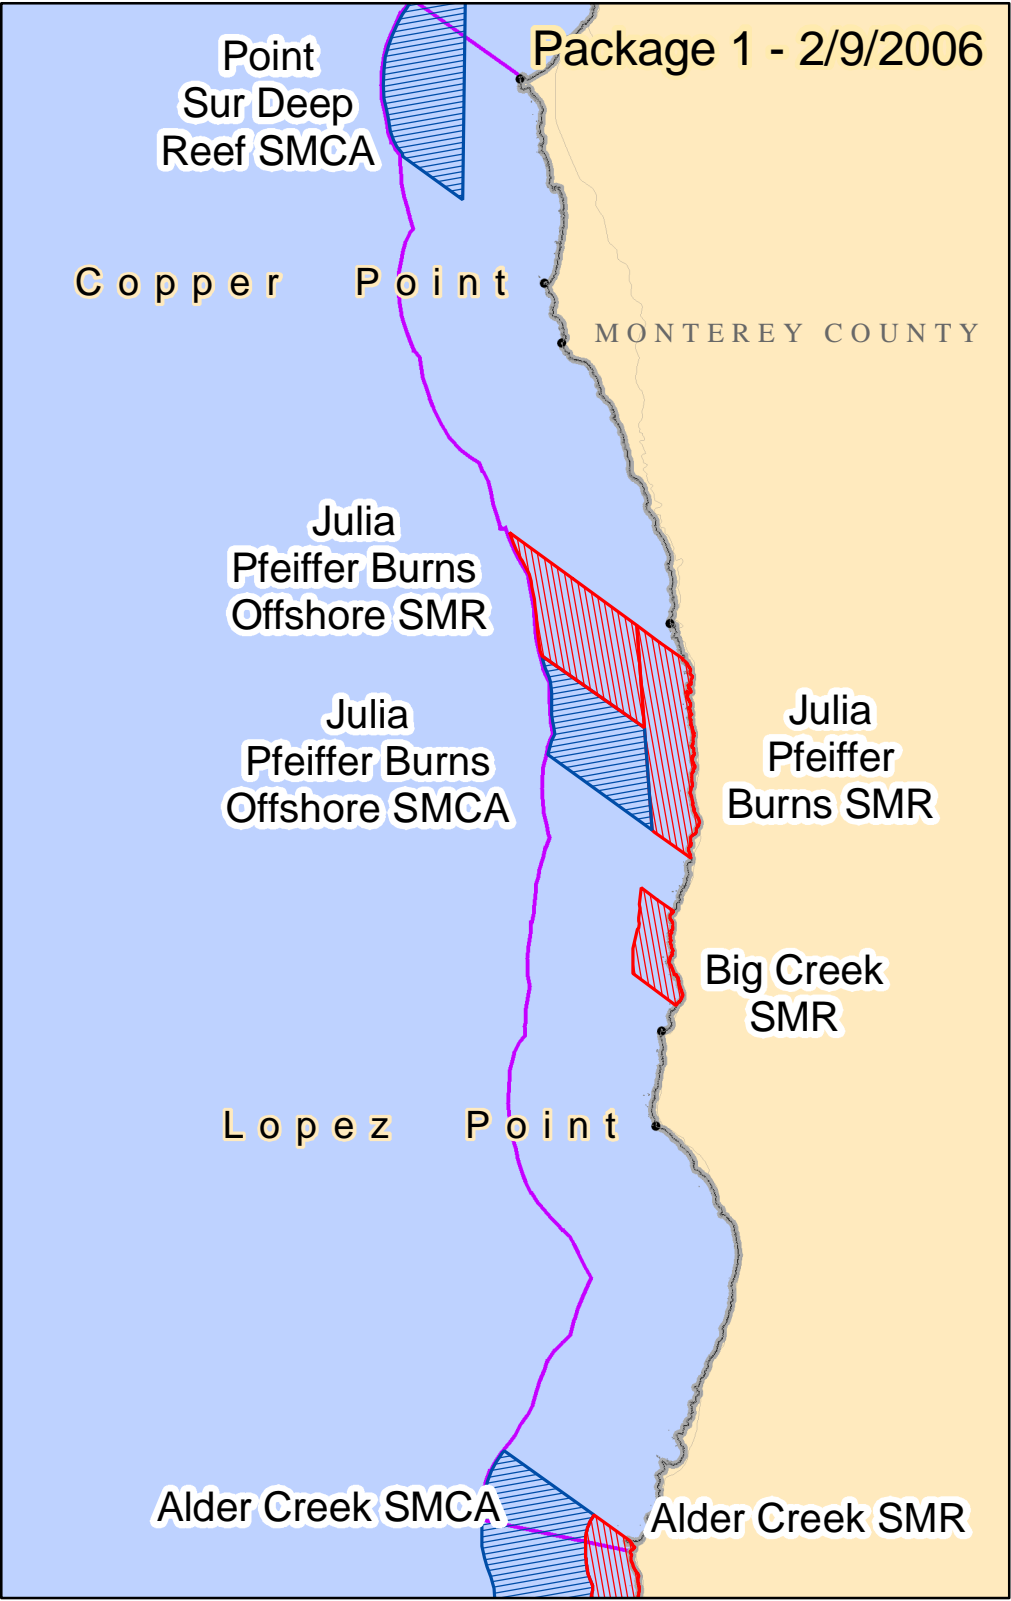 Package 1 - 2/9/2006
Point
Sur Deep
Reef SMCA
Copper Point
MONTEREY COUNTY
Julia
Pfeiffer Burns
Offshore SMR
Julia
Pfeiffer Burns
Offshore SMCA
Julia
Pfeiffer
Burns SMR
Big Creek
SMR
Lopez Point
Alder Creek SMCA
Alder Creek SMR